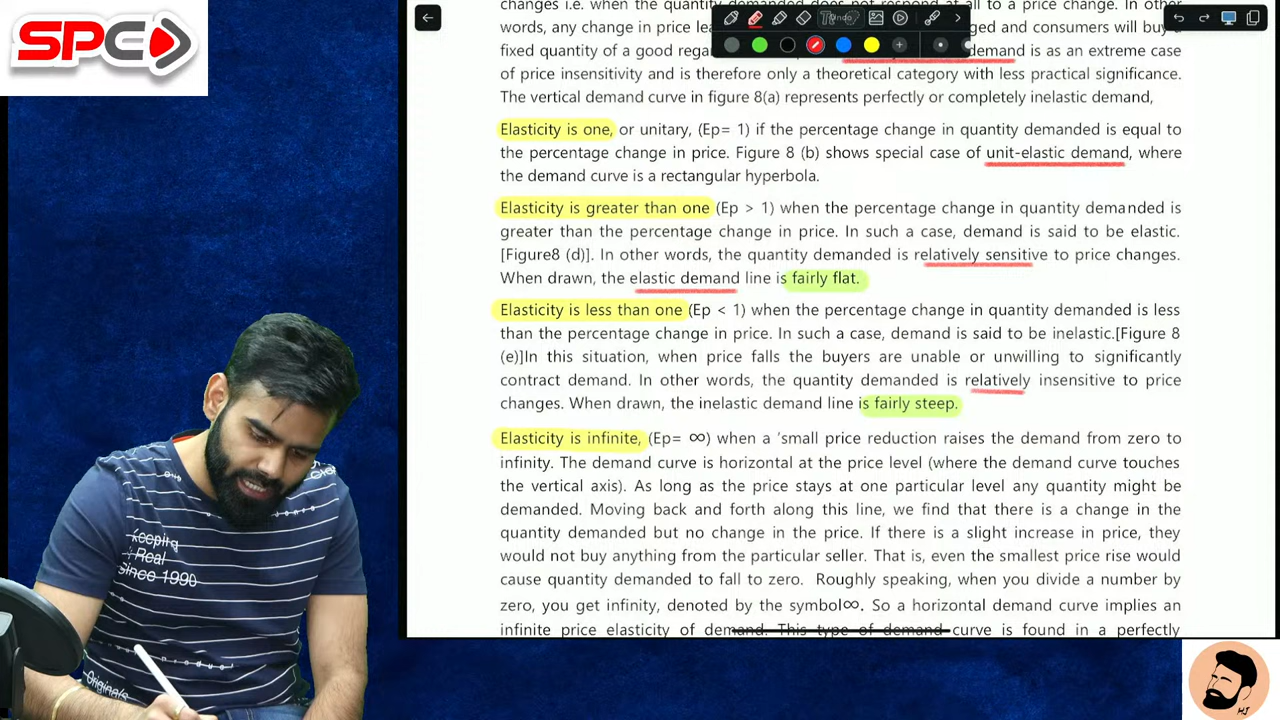 SPC
changes i.e. when the quantity demanded does not respond at all to a price change. In other
words, any change in price lea ged and consumers will buy a
fixed quantity of a good regar demand is as an extreme case
of price insensitivity and is therefore only a theoretical category with less practical significance.
The vertical demand curve in figure 8(a) represents perfectly or completely inelastic demand,
Elasticity is one, or unitary, (Ep= 1) if the percentage change in quantity demanded is equal to
the percentage change in price. Figure 8 (b) shows special case of unit-elastic demand, where
the demand curve is a rectangular hyperbola.
Elasticity is greater than one (Ep > 1) when the percentage change in quantity demanded is
greater than the percentage change in price. In such a case, demand is said to be elastic.
[Figure8 (d)]. In other words, the quantity demanded is relatively sensitive to price changes.
When drawn, the elastic demand line is fairly flat.
Elasticity is less than one (Ep < 1) when the percentage change in quantity demanded is less
than the percentage change in price. In such a case, demand is said to be inelastic.[Figure 8
(e)]In this situation, when price falls the buyers are unable or unwilling to significantly
contract demand. In other words, the quantity demanded is relatively insensitive to price
changes. When drawn, the inelastic demand line is fairly steep.
Elasticity is infinite, (Ep= ∞) when a 'small price reduction raises the demand from zero to
infinity. The demand curve is horizontal at the price level (where the demand curve touches
the vertical axis). As long as the price stays at one particular level any quantity might be
demanded. Moving back and forth along this line, we find that there is a change in the
quantity demanded but no change in the price. If there is a slight increase in price, they
would not buy anything from the particular seller. That is, even the smallest price rise would
cause quantity demanded to fall to zero. Roughly speaking, when you divide a number by
zero, you get infinity, denoted by the symbol∞. So a horizontal demand curve implies an
infinite price elasticity of demand. This type of demand curve is found in a perfectly
Undo
keeping
Real
Since 1990
Originals
HJ